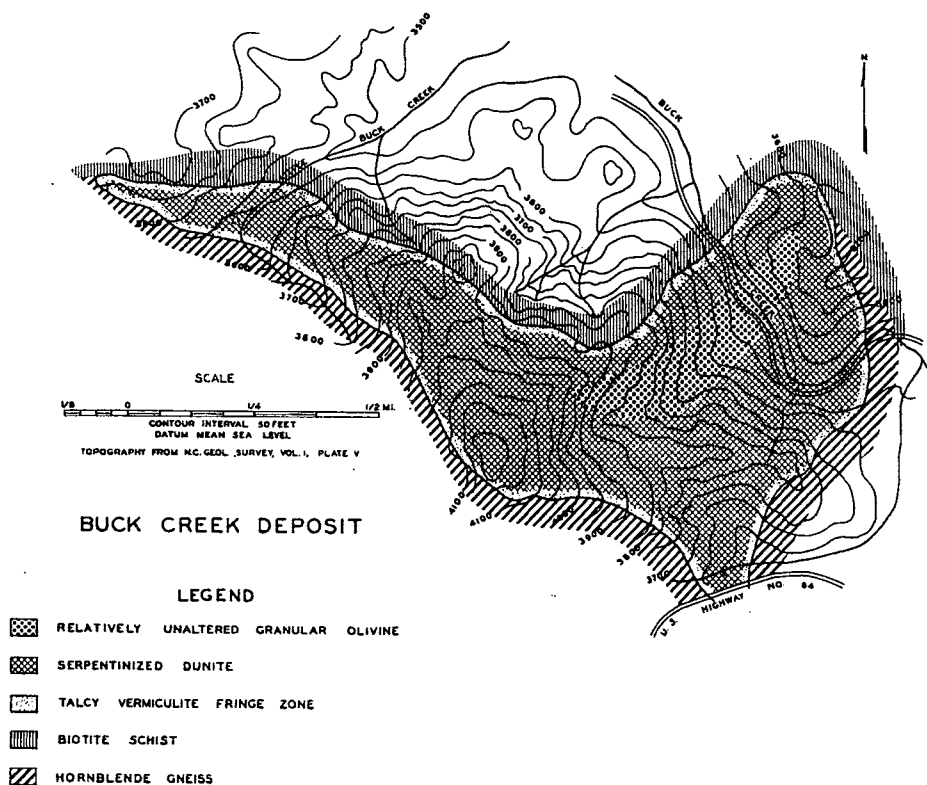 3500
3700
BUCK CREEK
BUCK
N
3600
3800
3700
3800
3800
3600
3700
3800
3900
SCALE
1/8 0 1/4 1/2 MI.
CONTOUR INTERVAL 50 FEET
DATUM MEAN SEA LEVEL
TOPOGRAPHY FROM N.C. GEOL. SURVEY, VOL. I, PLATE V
4100
4100
4000
3900
3800
3700
U. S. HIGHWAY NO. 64
BUCK CREEK DEPOSIT
LEGEND
RELATIVELY UNALTERED GRANULAR OLIVINE
SERPENTINIZED DUNITE
TALCY VERMICULITE FRINGE ZONE
BIOTITE SCHIST
HORNBLENDE GNEISS